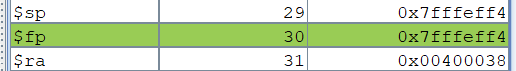 $sp 29 0x7fffeff4
$fp 30 0x7fffeff4
$ra 31 0x00400038